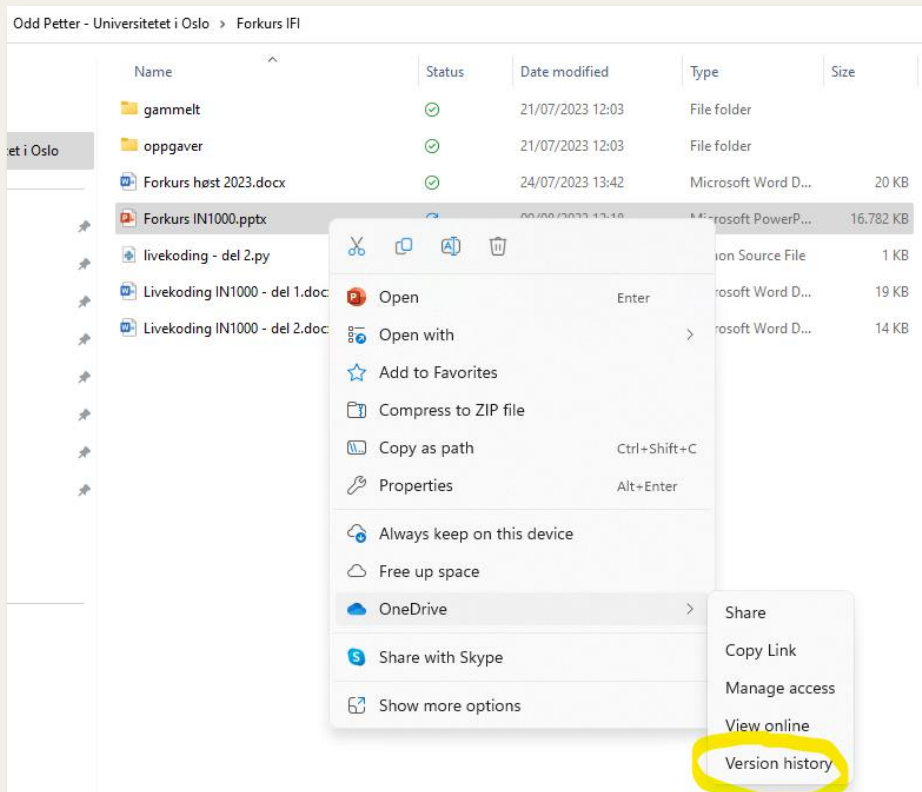 Odd Petter - Universitetet i Oslo > Forkurs IFI
Name Status Date modified Type Size
gammelt 21/07/2023 12:03 File folder
et i Oslo
oppgaver 21/07/2023 12:03 File folder
Forkurs høst 2023.docx 24/07/2023 13:42 Microsoft Word D... 20 KB
Forkurs IN1000.pptx Microsoft PowerP... 16.782 KB
livekoding - del 2.py on Source File 1 KB
Livekoding IN1000 - del 1.doc rosoft Word D... 19 KB
Livekoding IN1000 - del 2.doc rosoft Word D... 14 KB
Open Enter
Open with
Add to Favorites
Compress to ZIP file
Copy as path Ctrl+Shift+C
Properties Alt+Enter
Always keep on this device
Free up space
OneDrive
Share with Skype
Show more options
Share
Copy Link
Manage access
View online
Version history